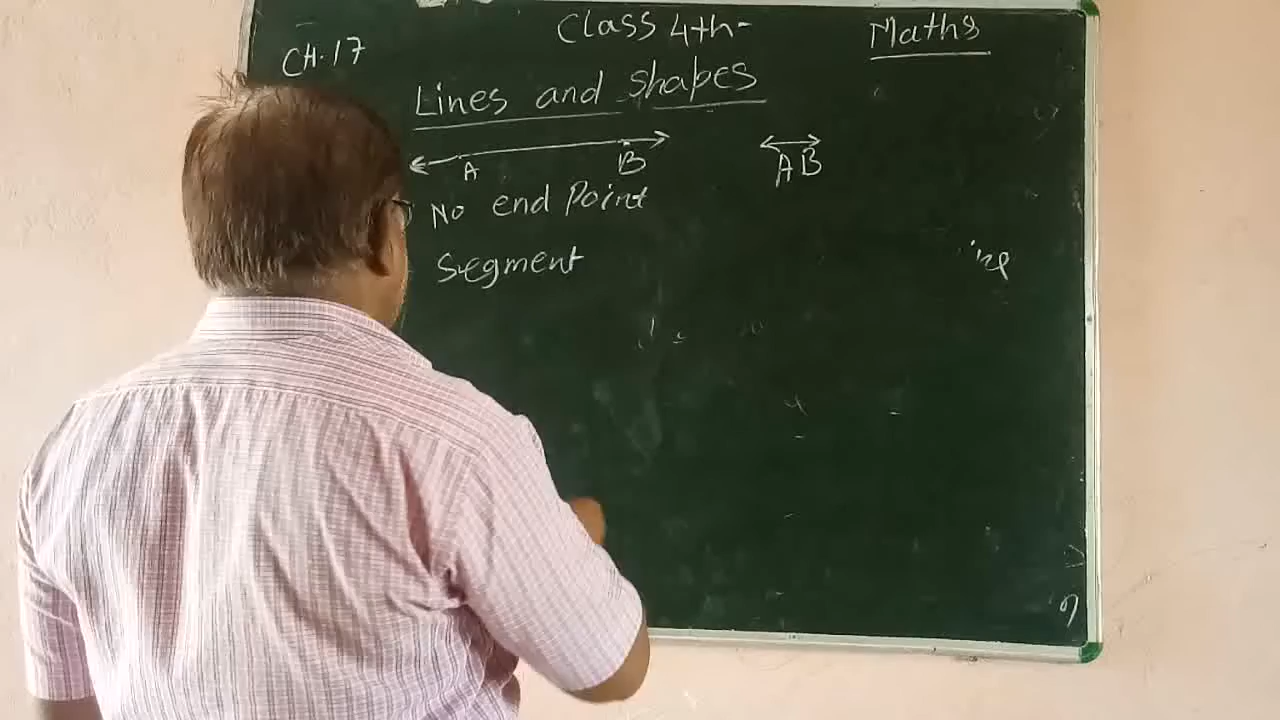 Class 4th- Maths
CH.17
Lines and shapes
A B AB
No end Point
Segment